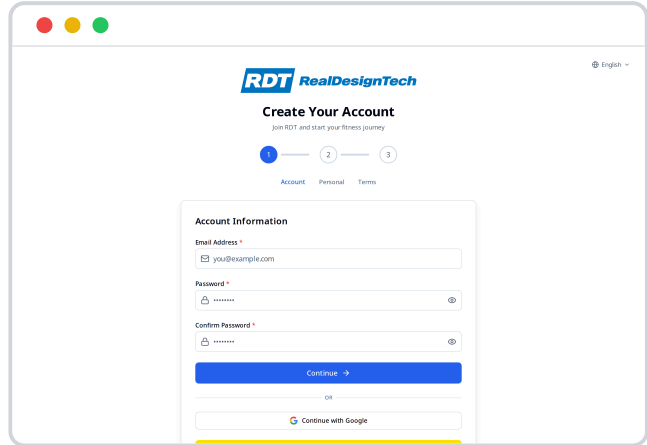 English
RDT RealDesignTech
Create Your Account
Join RDT and start your fitness journey
1 2 3
Account Personal Terms
Account Information
Email Address *
you@example.com
Password *
••••••••
Confirm Password *
••••••••
Continue →
OR
Continue with Google